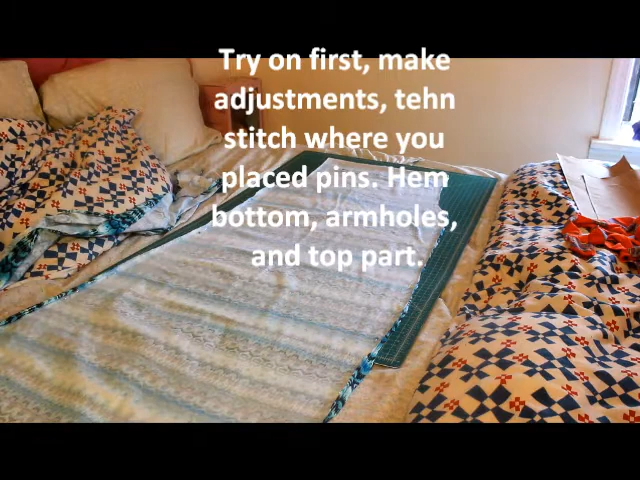 Try on first, make
adjustments, tehn
stitch where you
placed pins. Hem
bottom, armholes,
and top part.